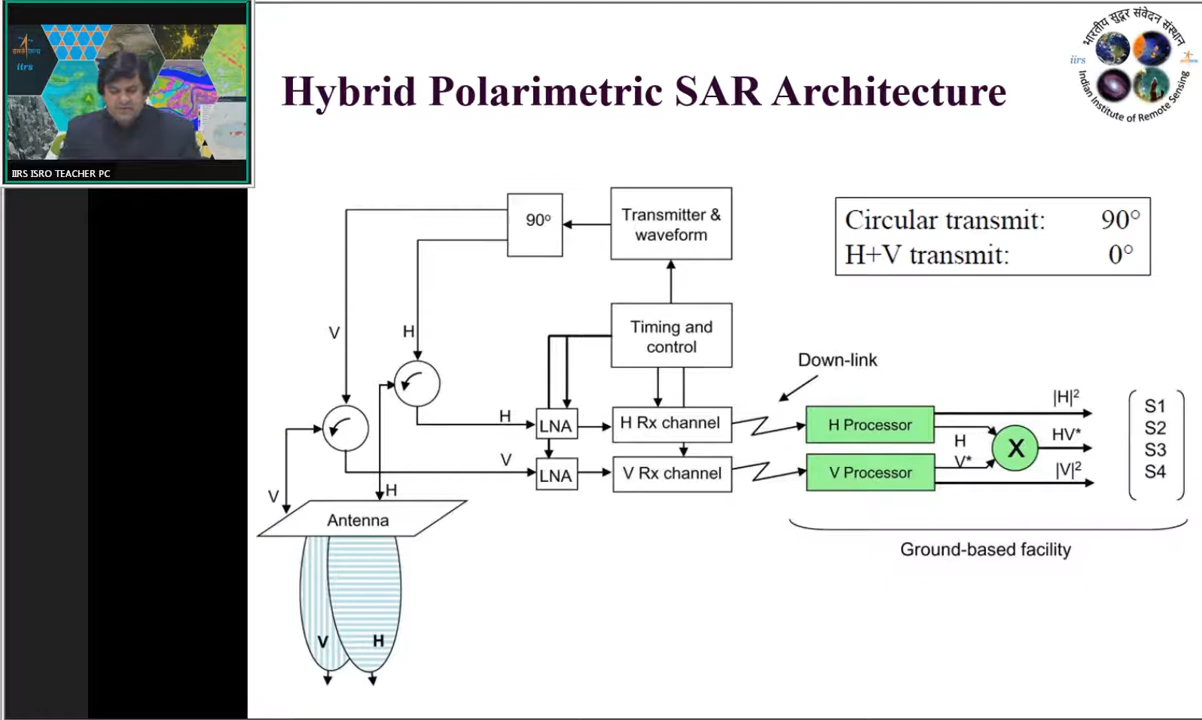 Hybrid Polarimetric SAR Architecture
भारतीय सुदूर संवेदन संस्थान
iirs
Indian Institute of Remote Sensing
iirs
IIRS ISRO TEACHER PC
90°
Transmitter &
waveform
Circular transmit: 90°
H+V transmit: 0°
V
H
Timing and
control
Down-link
H
LNA
H Rx channel
H Processor
|H|²
H
V*
X
HV*
S1
S2
S3
S4
V
LNA
V Rx channel
V Processor
|V|²
V
H
Antenna
Ground-based facility
V
H